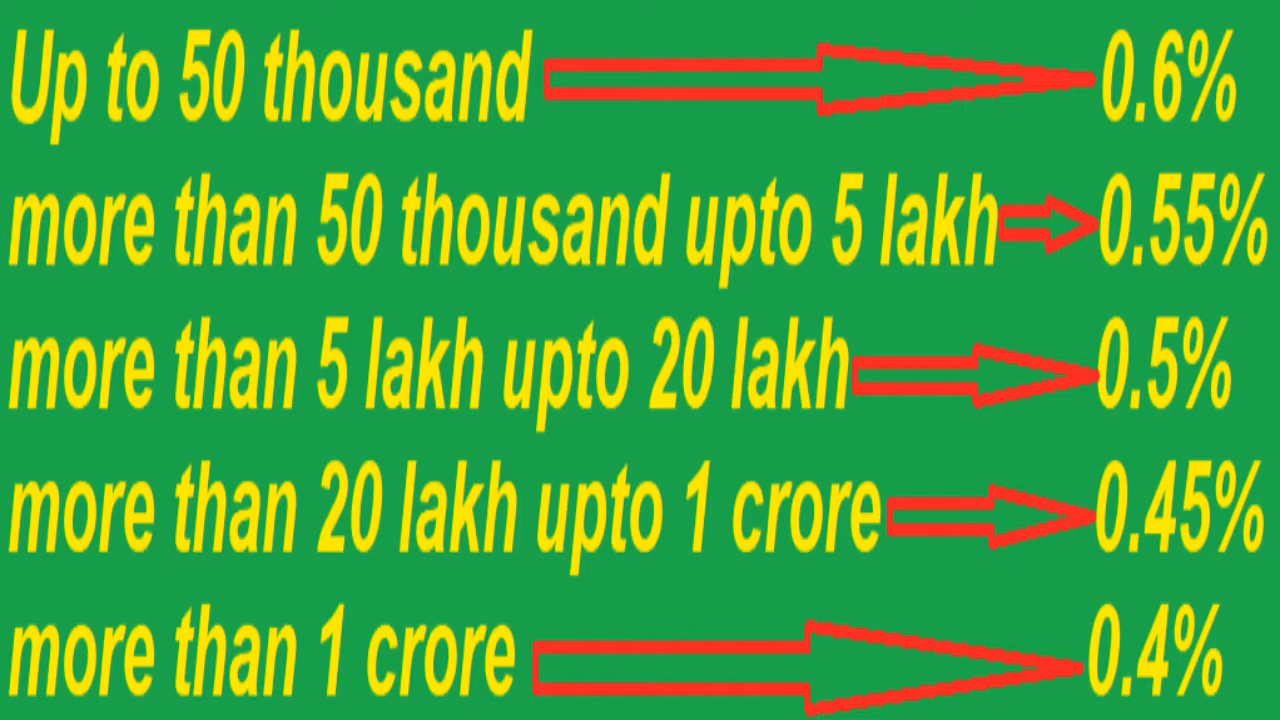 Up to 50 thousand 0.6%
more than 50 thousand upto 5 lakh 0.55%
more than 5 lakh upto 20 lakh 0.5%
more than 20 lakh upto 1 crore 0.45%
more than 1 crore 0.4%